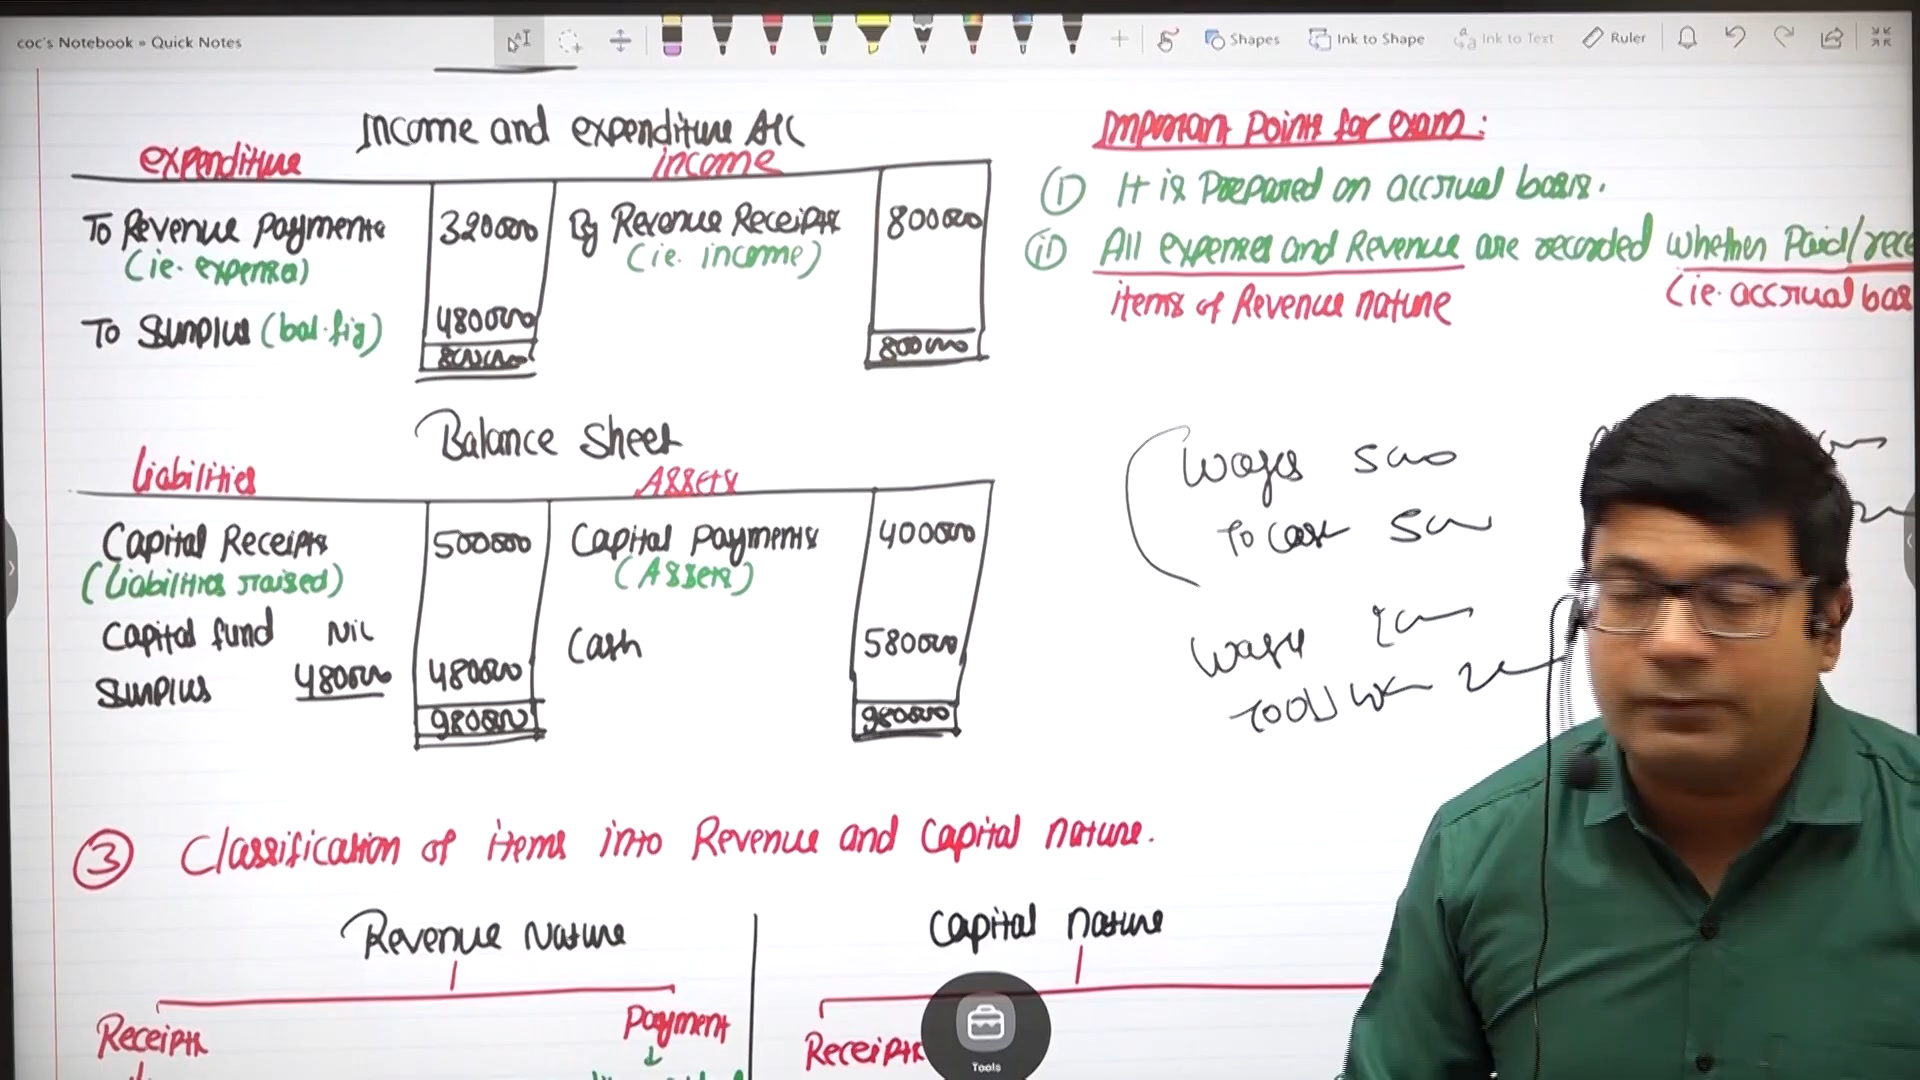 coc's Notebook » Quick Notes
Shapes
Ink to Shape
Ink to Text
Ruler
Income and expenditure A/C
expenditure
income
To Revenue payments
320000
By Revenue Receipts
800000
(ie. expense)
(ie. income)
To Surplus (bal.fig)
480000
800000
800000
Important Points for exam:
(i) It is prepared on accrual basis.
(ii) All expenses and Revenue are recorded whether Paid/rece
items of Revenue nature
(ie. accrual bas
Balance Sheet
Liabilities
Assets
Capital Receipts
500000
Capital payments
400000
(Liabilities raised)
(Assets)
Capital fund Nil
Cash
580000
Surplus 480000
480000
980000
980000
Wages
To Cash
Wages
3 Classification of items into Revenue and Capital nature.
Revenue Nature
Capital nature
Receipts
Payment
Receipts
Tools